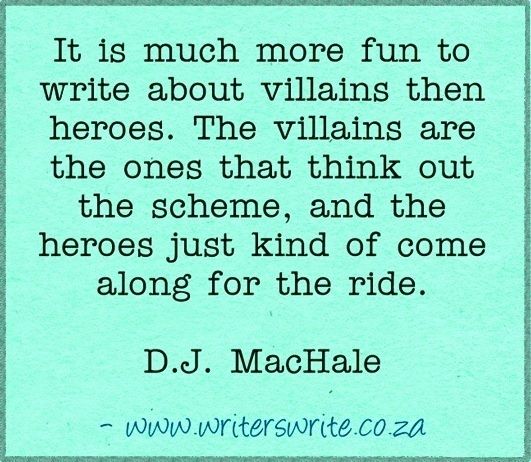 It is much more fun to
write about villains then
heroes. The villains are
the ones that think out
the scheme, and the
heroes just kind of come
along for the ride.
D.J. MacHale
- www.writerswrite.co.za